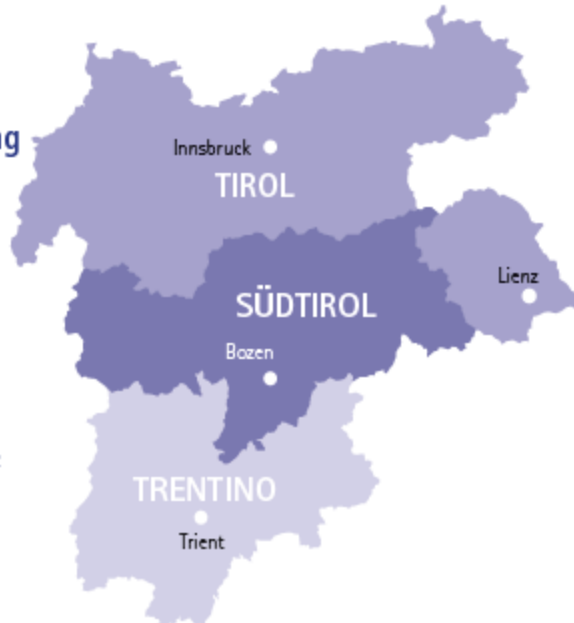 Innsbruck
TIROL
Lienz
SÜDTIROL
Bozen
TRENTINO
Trient